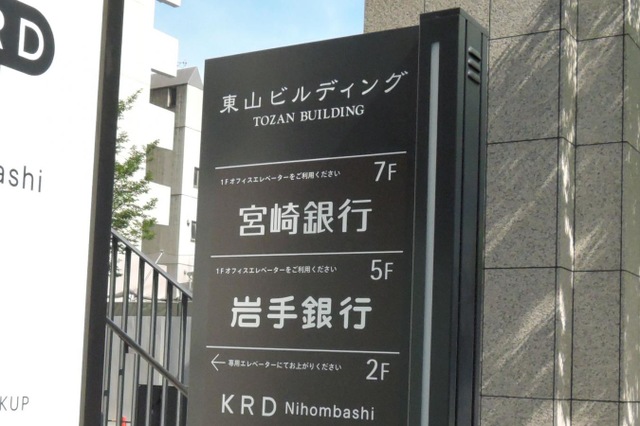 RD
ashi
KUP
東山ビルディング
TOZAN BUILDING
1Fオフィスエレベーターをご利用ください 7F
宮崎銀行
1Fオフィスエレベーターをご利用ください 5F
岩手銀行
← 専用エレベーターにてお上がりください 2F
KRD Nihombashi